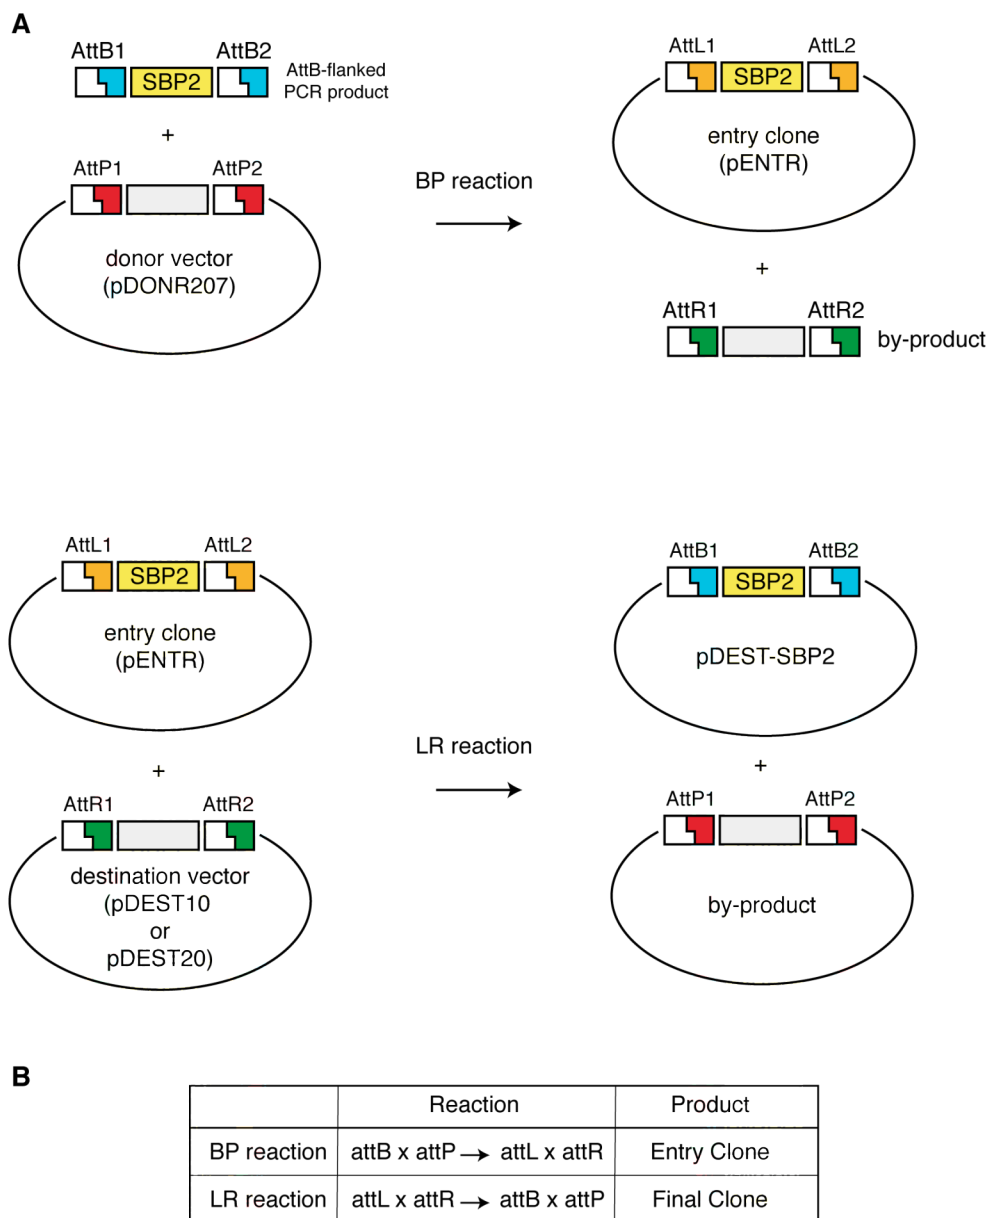 A
AttB1 AttB2
SBP2
AttB-flanked
PCR product
+
AttP1 AttP2
donor vector
(pDONR207)
BP reaction
AttL1 AttL2
SBP2
entry clone
(pENTR)
+
AttR1 AttR2
by-product
AttL1 AttL2
SBP2
entry clone
(pENTR)
+
AttR1 AttR2
destination vector
(pDEST10
or
pDEST20)
LR reaction
AttB1 AttB2
SBP2
pDEST-SBP2
+
AttP1 AttP2
by-product
B
Reaction Product
BP reaction attB x attP → attL x attR Entry Clone
LR reaction attL x attR → attB x attP Final Clone